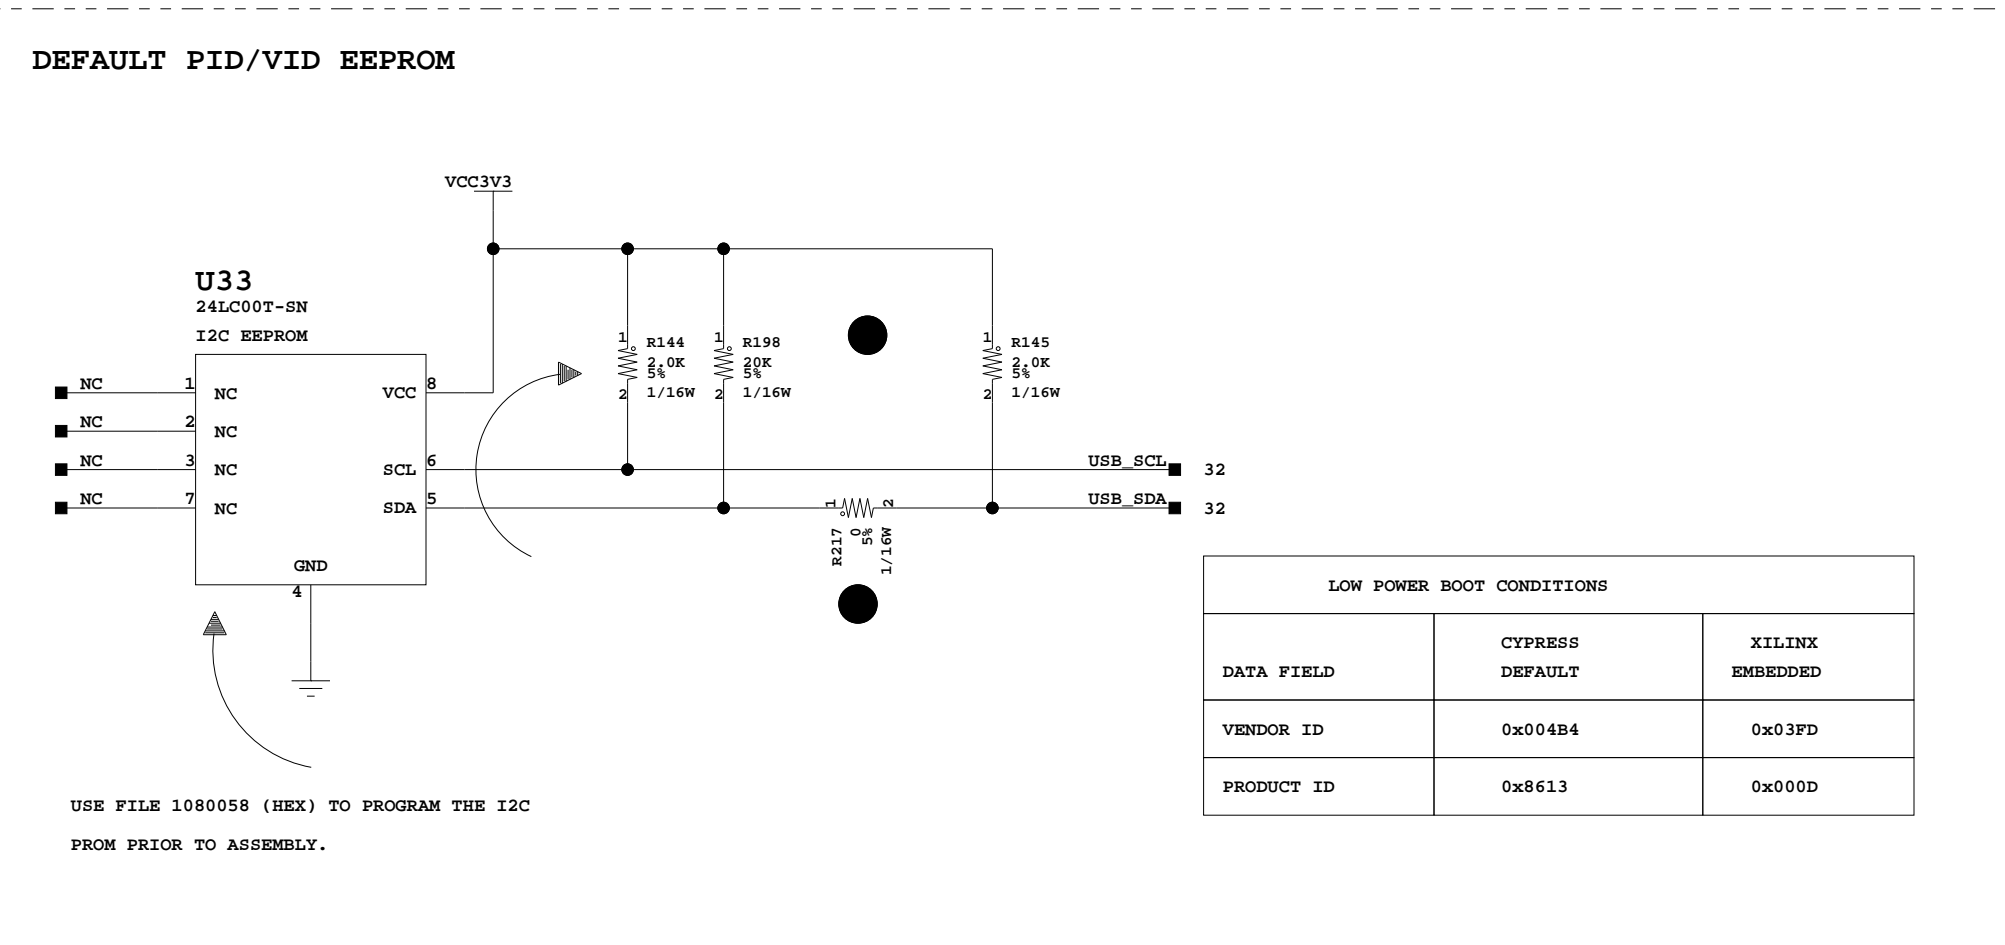 DEFAULT PID/VID EEPROM
VCC3V3
U33
24LC00T-SN
I2C EEPROM
NC 1 NC
NC 2 NC
NC 3 NC
NC 7 NC
VCC 8
SCL 6
SDA 5
GND
4
1 R144
2.0K
5%
2 1/16W
1 R198
20K
5%
2 1/16W
1 R145
2.0K
5%
2 1/16W
USB_SCL 32
USB_SDA 32
1 2
R217
0
5%
1/16W
LOW POWER BOOT CONDITIONS
CYPRESS XILINX
DATA FIELD DEFAULT EMBEDDED
VENDOR ID 0x004B4 0x03FD
PRODUCT ID 0x8613 0x000D
USE FILE 1080058 (HEX) TO PROGRAM THE I2C
PROM PRIOR TO ASSEMBLY.